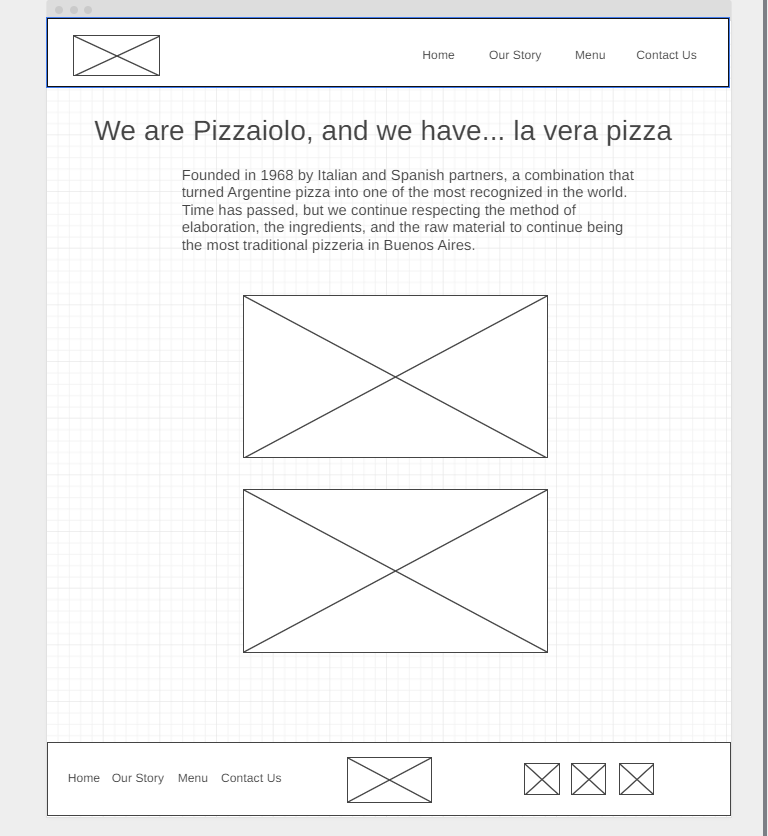 Home Our Story Menu Contact Us
We are Pizzaiolo, and we have... la vera pizza
Founded in 1968 by Italian and Spanish partners, a combination that
turned Argentine pizza into one of the most recognized in the world.
Time has passed, but we continue respecting the method of
elaboration, the ingredients, and the raw material to continue being
the most traditional pizzeria in Buenos Aires.
Home Our Story Menu Contact Us